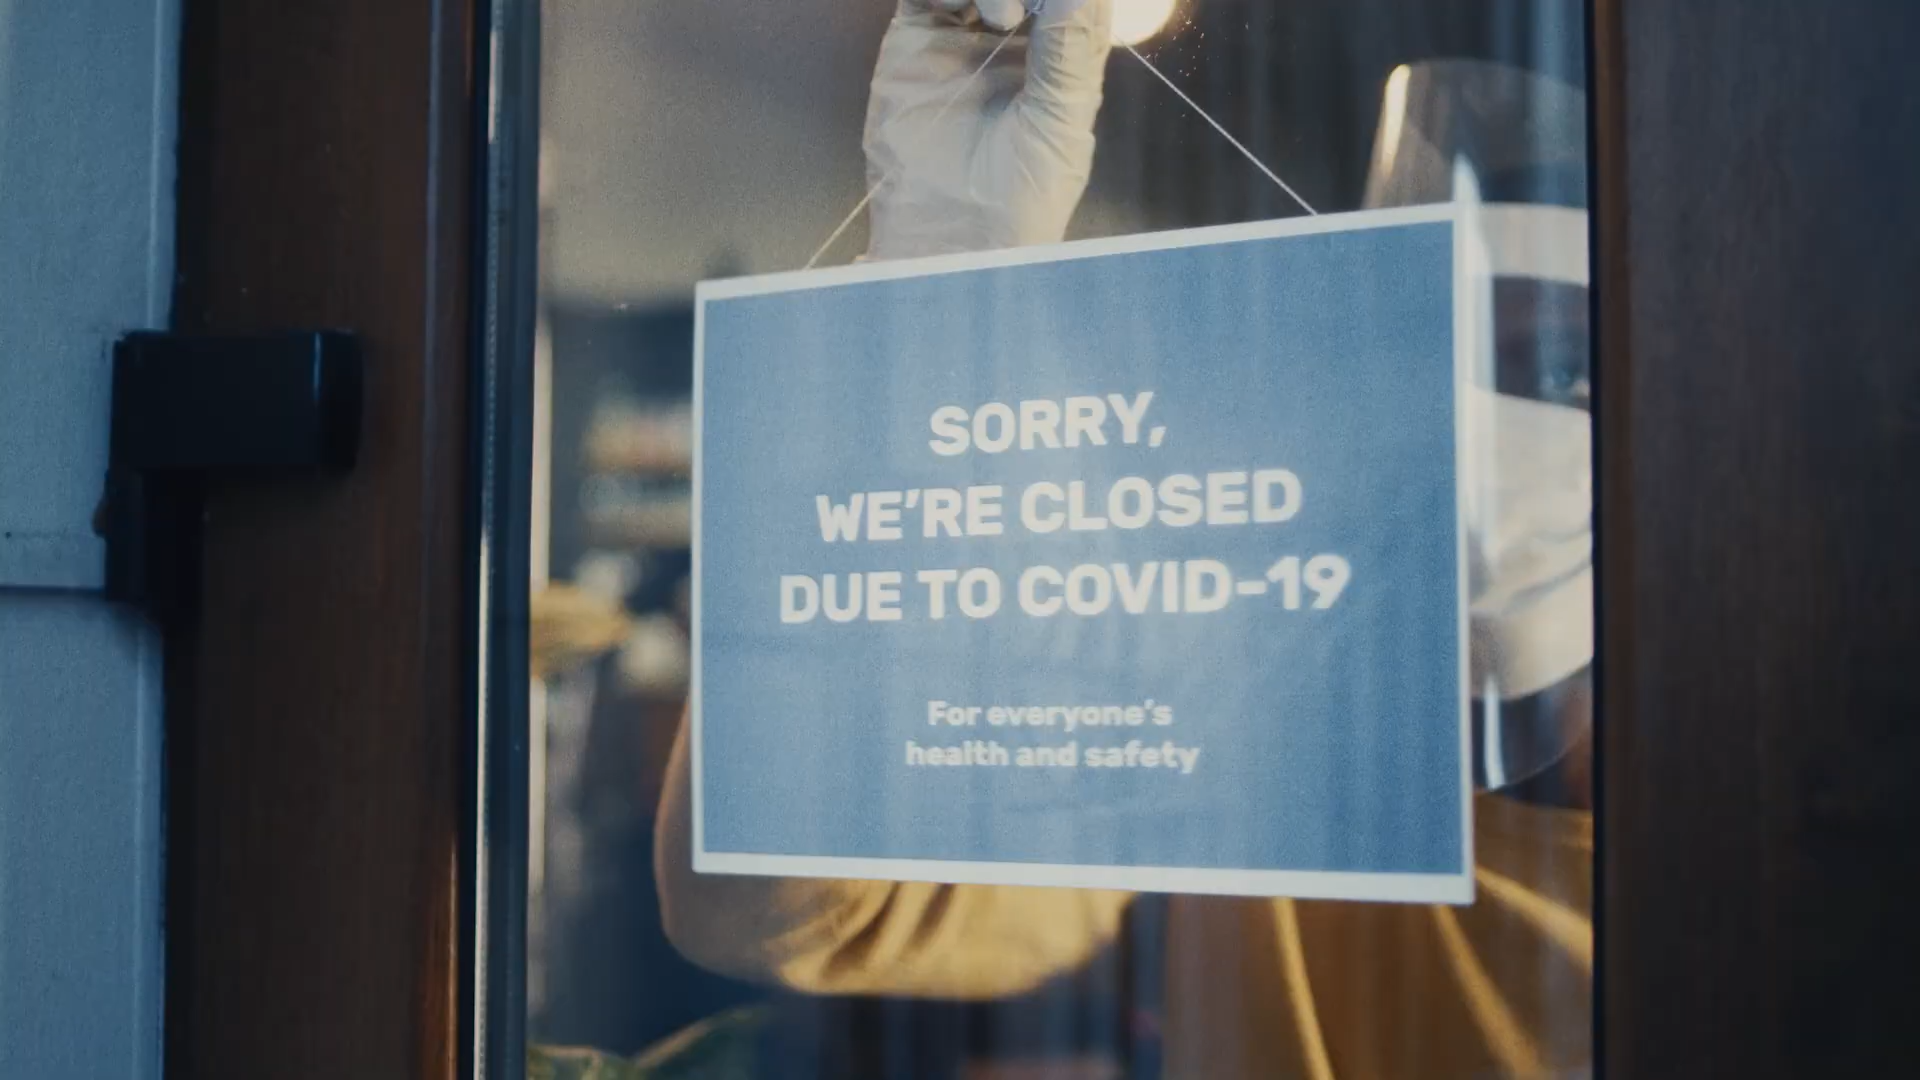 SORRY,
WE'RE CLOSED
DUE TO COVID-19
For everyone's
health and safety